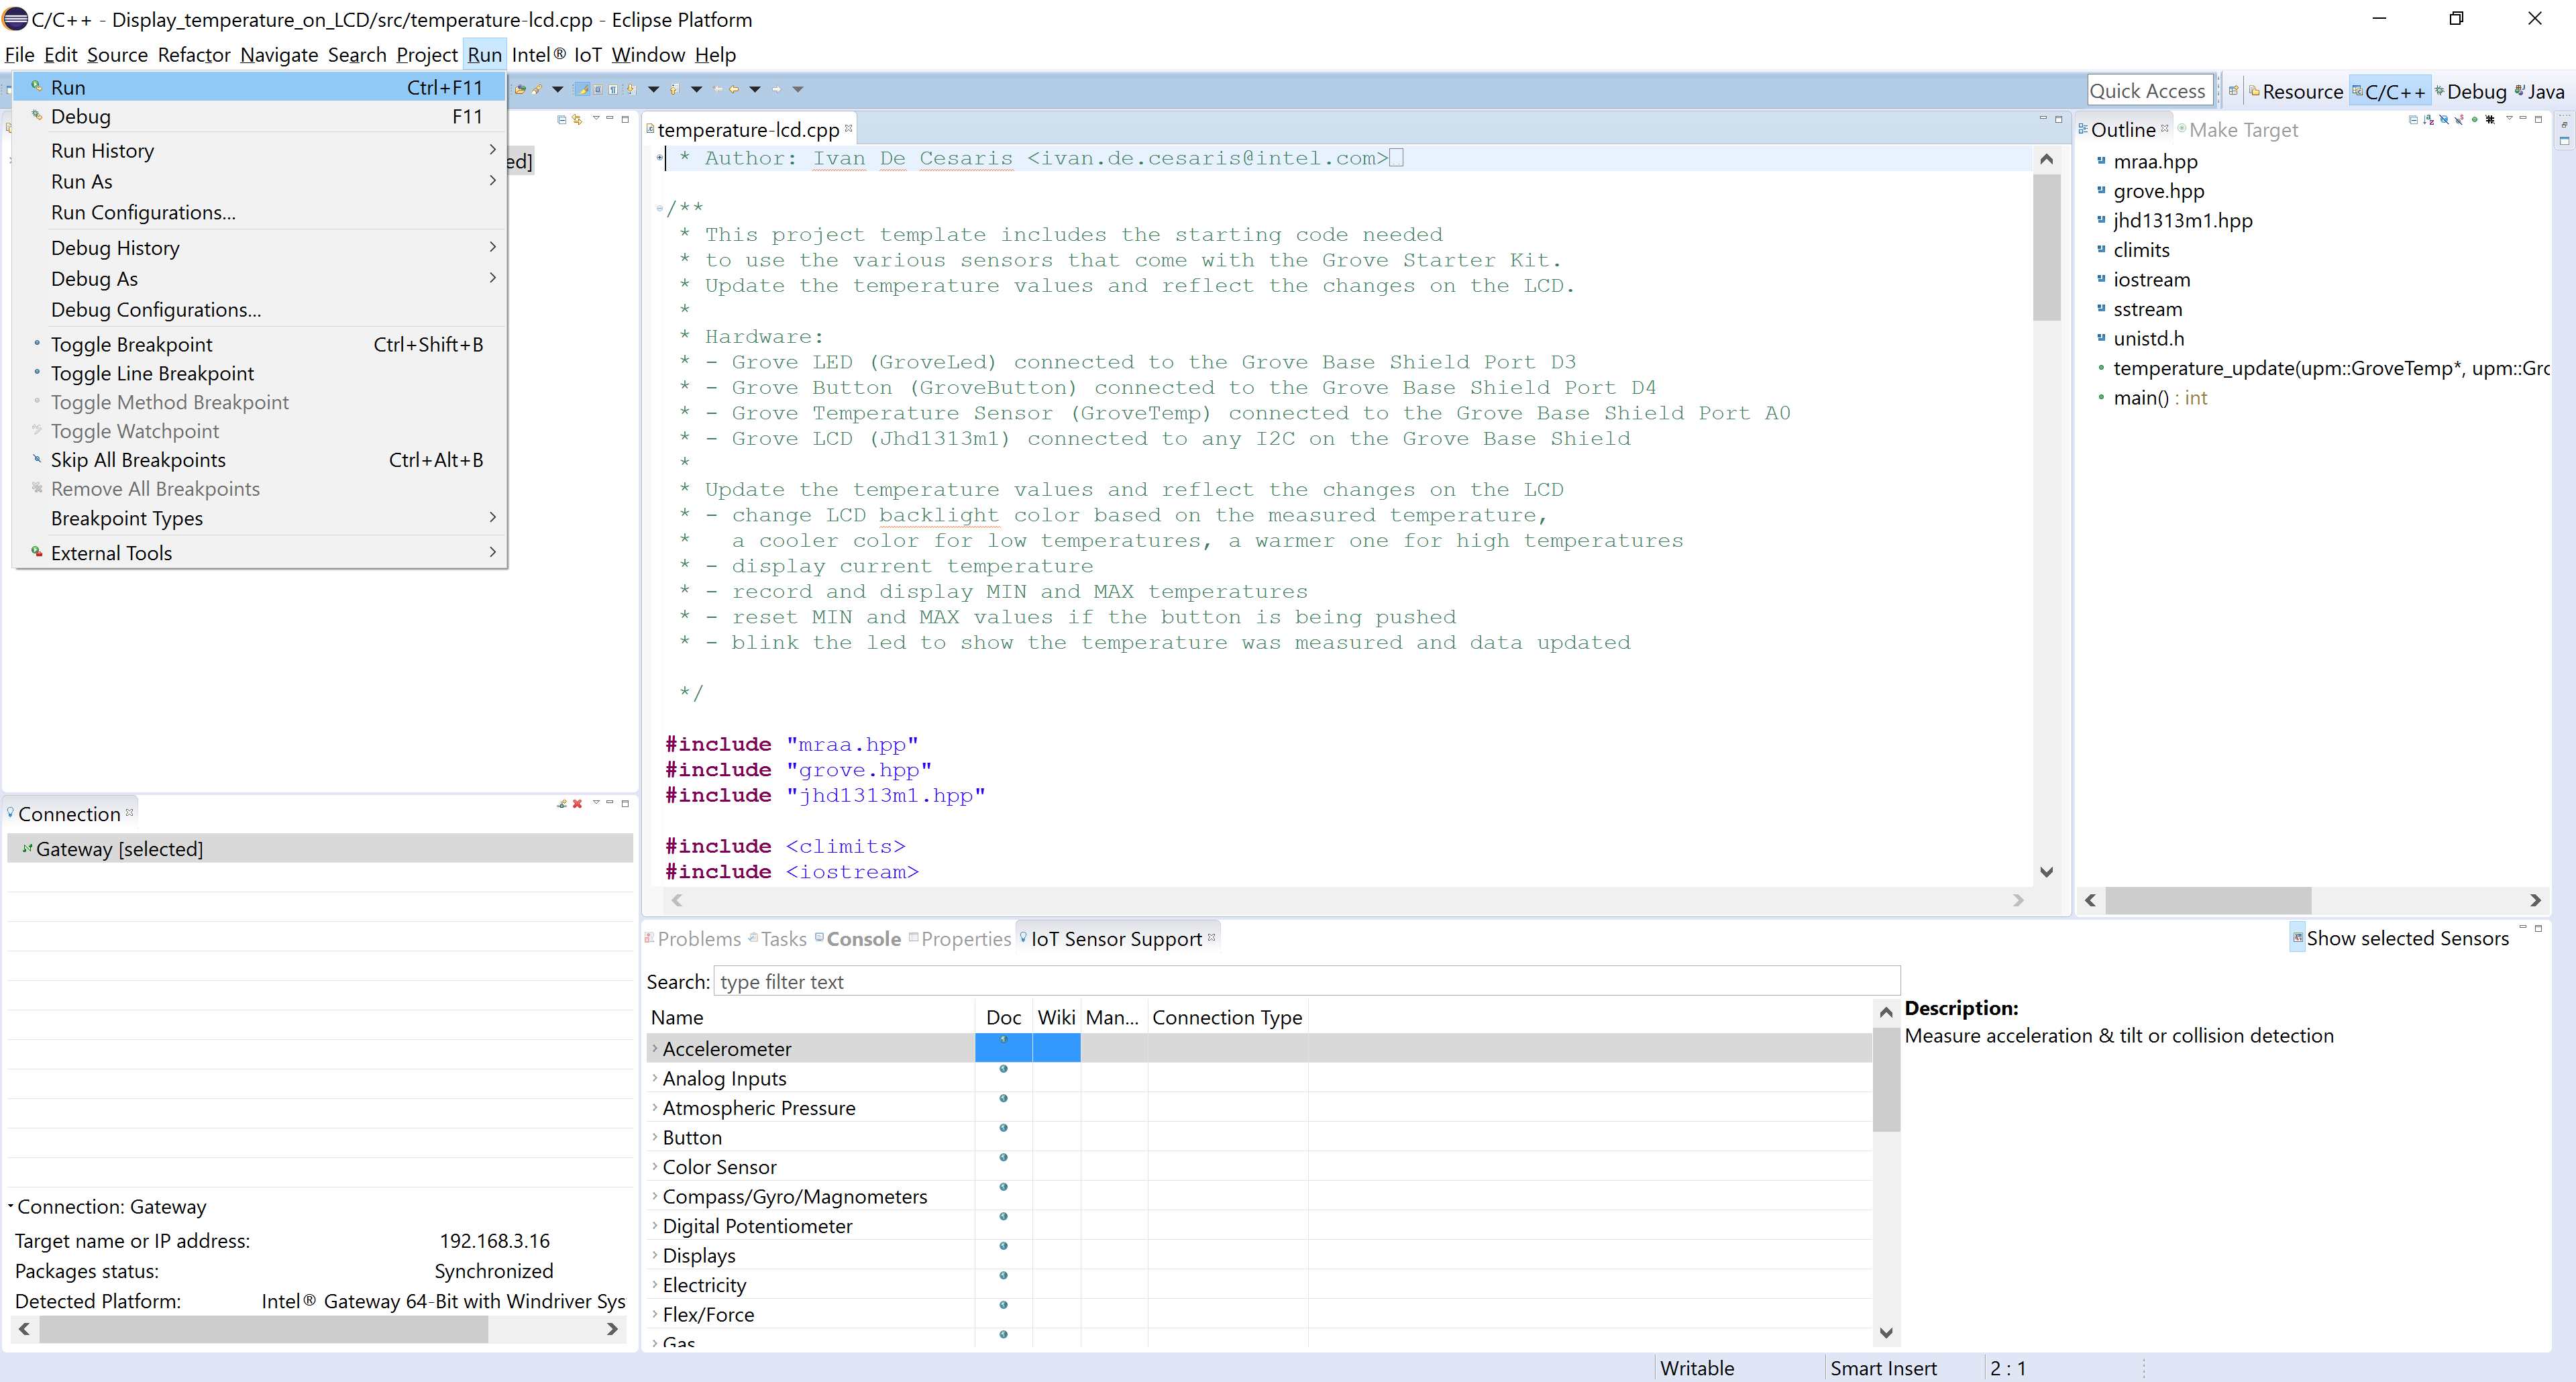 C/C++ - Display_temperature_on_LCD/src/temperature-lcd.cpp - Eclipse Platform
File Edit Source Refactor Navigate Search Project Run Intel® IoT Window Help
Run Ctrl+F11
Debug F11
Run History
Run As
Run Configurations...
Debug History
Debug As
Debug Configurations...
Toggle Breakpoint Ctrl+Shift+B
Toggle Line Breakpoint
Toggle Method Breakpoint
Toggle Watchpoint
Skip All Breakpoints Ctrl+Alt+B
Remove All Breakpoints
Breakpoint Types
External Tools
ed]
Quick Access Resource C/C++ Debug Java
temperature-lcd.cpp
* Author: Ivan De Cesaris <ivan.de.cesaris@intel.com>
/**
* This project template includes the starting code needed
* to use the various sensors that come with the Grove Starter Kit.
* Update the temperature values and reflect the changes on the LCD.
*
* Hardware:
* - Grove LED (GroveLed) connected to the Grove Base Shield Port D3
* - Grove Button (GroveButton) connected to the Grove Base Shield Port D4
* - Grove Temperature Sensor (GroveTemp) connected to the Grove Base Shield Port A0
* - Grove LCD (Jhd1313m1) connected to any I2C on the Grove Base Shield
*
* Update the temperature values and reflect the changes on the LCD
* - change LCD backlight color based on the measured temperature,
* a cooler color for low temperatures, a warmer one for high temperatures
* - display current temperature
* - record and display MIN and MAX temperatures
* - reset MIN and MAX values if the button is being pushed
* - blink the led to show the temperature was measured and data updated
*/
#include "mraa.hpp"
#include "grove.hpp"
#include "jhd1313m1.hpp"
#include <climits>
#include <iostream>
Outline Make Target
mraa.hpp
grove.hpp
jhd1313m1.hpp
climits
iostream
sstream
unistd.h
temperature_update(upm::GroveTemp*, upm::Grc
main() : int
Connection
Gateway [selected]
Connection: Gateway
Target name or IP address: 192.168.3.16
Packages status: Synchronized
Detected Platform: Intel® Gateway 64-Bit with Windriver Sys
Problems Tasks Console Properties IoT Sensor Support
Show selected Sensors
Search: type filter text
Name Doc Wiki Man... Connection Type
Accelerometer
Analog Inputs
Atmospheric Pressure
Button
Color Sensor
Compass/Gyro/Magnometers
Digital Potentiometer
Displays
Electricity
Flex/Force
Gas
Description:
Measure acceleration & tilt or collision detection
Writable Smart Insert 2 : 1